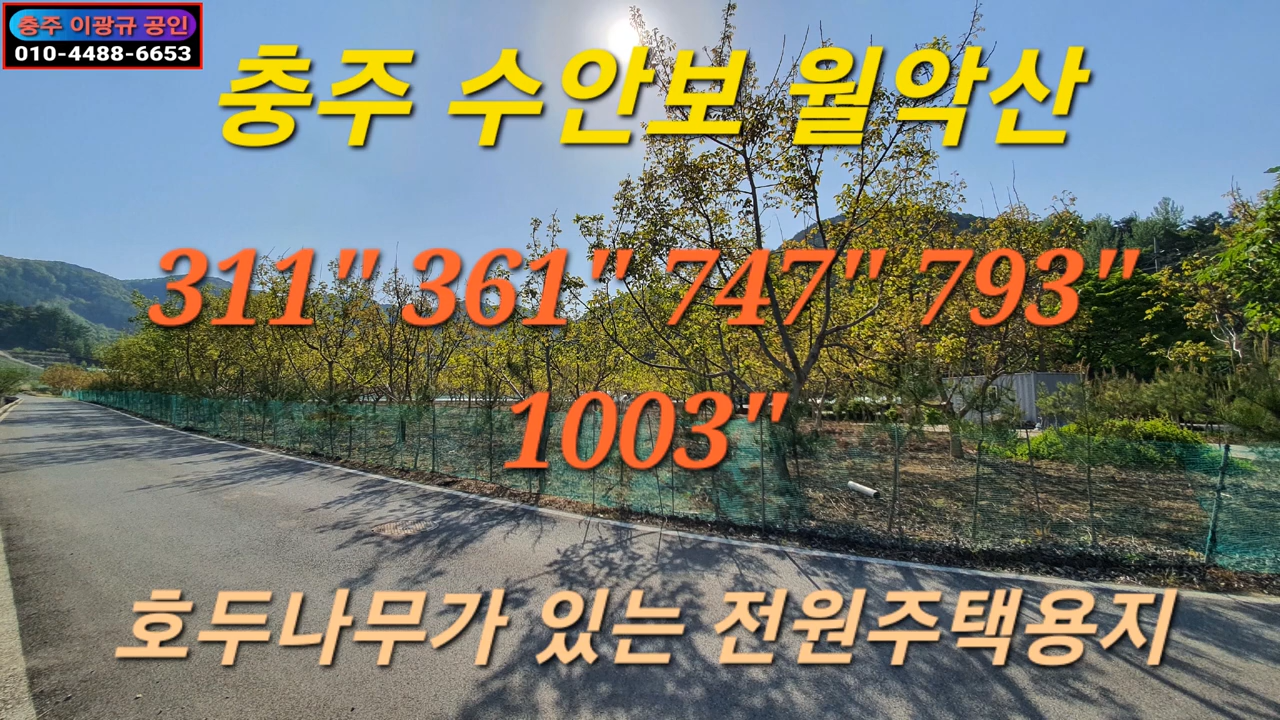 충주 이광규 공인
010-4488-6653
충주 수안보 월악산
311" 361" 747" 793"
1003"
호두나무가 있는 전원주택용지